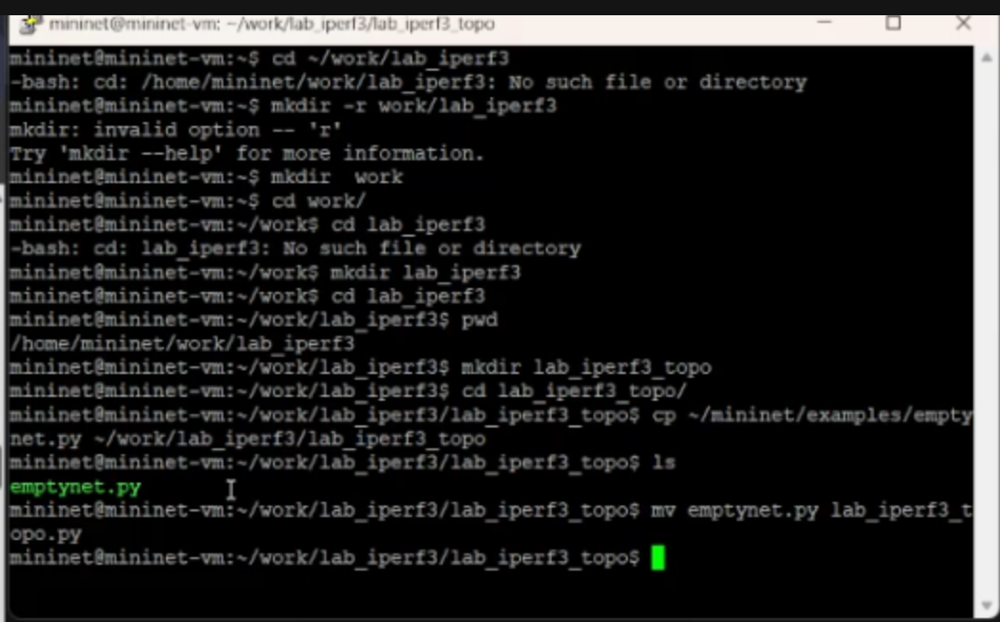 mininet@mininet-vm: ~/work/lab_iperf3/lab_iperf3_topo
mininet@mininet-vm:~$ cd ~/work/lab_iperf3
-bash: cd: /home/mininet/work/lab_iperf3: No such file or directory
mininet@mininet-vm:~$ mkdir -r work/lab_iperf3
mkdir: invalid option -- 'r'
Try 'mkdir --help' for more information.
mininet@mininet-vm:~$ mkdir  work
mininet@mininet-vm:~$ cd work/
mininet@mininet-vm:~/work$ cd lab_iperf3
-bash: cd: lab_iperf3: No such file or directory
mininet@mininet-vm:~/work$ mkdir lab_iperf3
mininet@mininet-vm:~/work$ cd lab_iperf3
mininet@mininet-vm:~/work/lab_iperf3$ pwd
/home/mininet/work/lab_iperf3
mininet@mininet-vm:~/work/lab_iperf3$ mkdir lab_iperf3_topo
mininet@mininet-vm:~/work/lab_iperf3$ cd lab_iperf3_topo/
mininet@mininet-vm:~/work/lab_iperf3/lab_iperf3_topo$ cp ~/mininet/examples/empty
net.py ~/work/lab_iperf3/lab_iperf3_topo
mininet@mininet-vm:~/work/lab_iperf3/lab_iperf3_topo$ ls
emptynet.py
mininet@mininet-vm:~/work/lab_iperf3/lab_iperf3_topo$ mv emptynet.py lab_iperf3_t
opo.py
mininet@mininet-vm:~/work/lab_iperf3/lab_iperf3_topo$